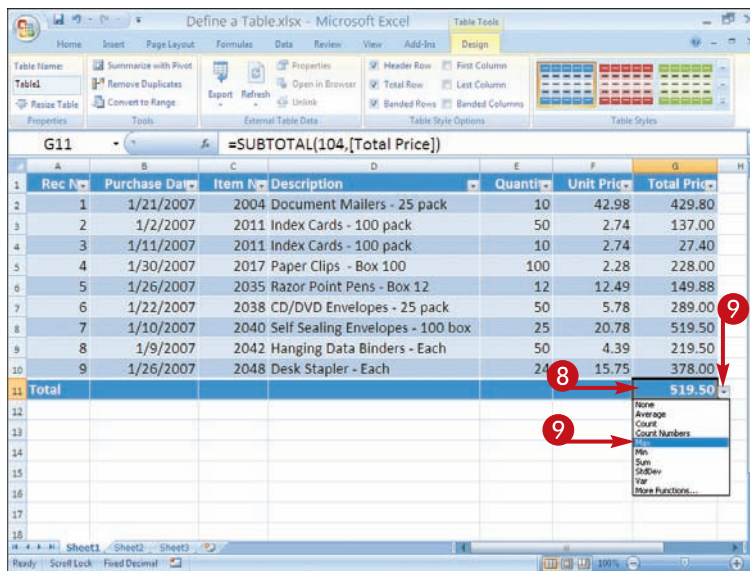 Define a Table.xlsx - Microsoft Excel Table Tools
Home Insert Page Layout Formulas Data Review View Add-Ins Design
Table Name: Summarize with Pivot Properties Header Row First Column
Table1 Remove Duplicates Export Refresh Open in Browser Total Row Last Column
Resize Table Convert to Range Unlink Banded Rows Banded Columns
Properties Tools External Table Data Table Style Options Table Styles
G11 fx =SUBTOTAL(104,[Total Price])
A B C D E F G H
1 Rec N Purchase Dat Item N Description Quanti Unit Pric Total Pric
2 1 1/21/2007 2004 Document Mailers - 25 pack 10 42.98 429.80
3 2 1/2/2007 2011 Index Cards - 100 pack 50 2.74 137.00
4 3 1/11/2007 2011 Index Cards - 100 pack 10 2.74 27.40
5 4 1/30/2007 2017 Paper Clips - Box 100 100 2.28 228.00
6 5 1/26/2007 2035 Razor Point Pens - Box 12 12 12.49 149.88
7 6 1/22/2007 2038 CD/DVD Envelopes - 25 pack 50 5.78 289.00
9
8 7 1/10/2007 2040 Self Sealing Envelopes - 100 box 25 20.78 519.50
9 8 1/9/2007 2042 Hanging Data Binders - Each 50 4.39 219.50
10 9 1/26/2007 2048 Desk Stapler - Each 24 15.75 378.00
8
11 Total 519.50
12 None
Average
13 Count
Count Numbers
9
Max
14 Min
Sum
15 StdDev
Var
16 More Functions...
17
18
Sheet1 Sheet2 Sheet3
Ready Scroll Lock Fixed Decimal 100%